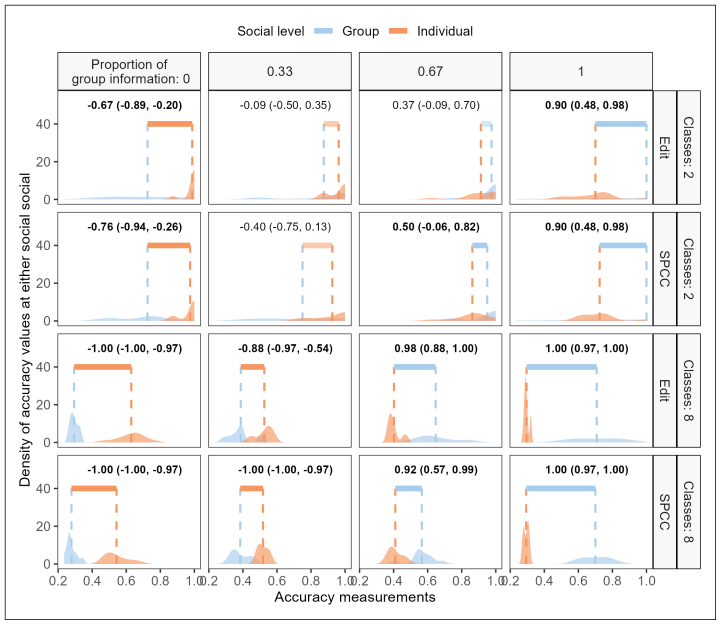 Social level Group Individual
Proportion of
group information: 0
0.33
0.67
1
-0.67 (-0.89, -0.20)
-0.09 (-0.50, 0.35)
0.37 (-0.09, 0.70)
0.90 (0.48, 0.98)
40
20
0
Edit
Classes: 2
-0.76 (-0.94, -0.26)
-0.40 (-0.75, 0.13)
0.50 (-0.06, 0.82)
0.90 (0.48, 0.98)
40
20
0
SPCC
Classes: 2
-1.00 (-1.00, -0.97)
-0.88 (-0.97, -0.54)
0.98 (0.88, 1.00)
1.00 (0.97, 1.00)
40
20
0
Edit
Classes: 8
-1.00 (-1.00, -0.97)
-1.00 (-1.00, -0.97)
0.92 (0.57, 0.99)
1.00 (0.97, 1.00)
40
20
0
SPCC
Classes: 8
0.2 0.4 0.6 0.8 1.0
0.2 0.4 0.6 0.8 1.0
0.2 0.4 0.6 0.8 1.0
0.2 0.4 0.6 0.8 1.0
Accuracy measurements
Density of accuracy values at either social social